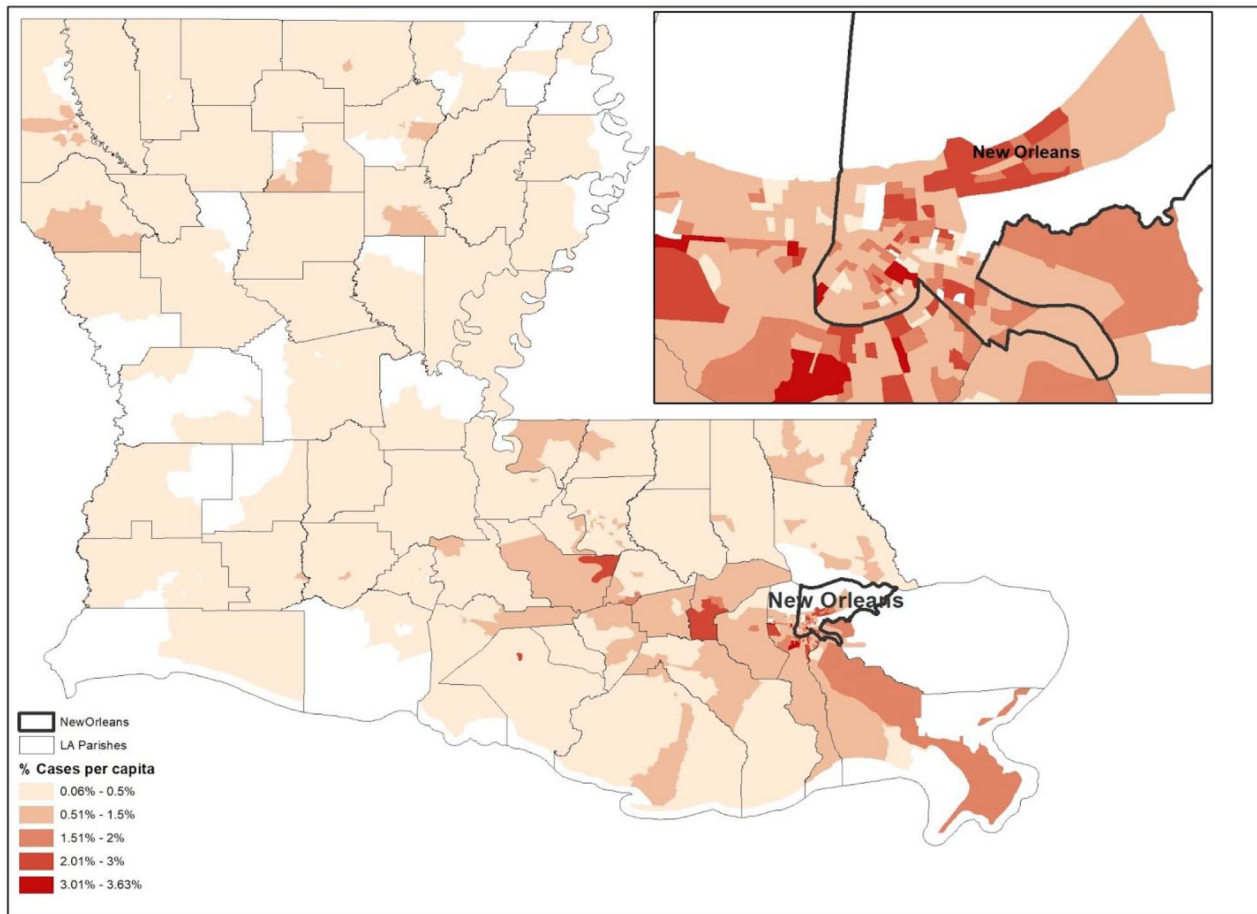 New Orleans
New Orleans
NewOrleans
LA Parishes
% Cases per capita
0.06% - 0.5%
0.51% - 1.5%
1.51% - 2%
2.01% - 3%
3.01% - 3.63%